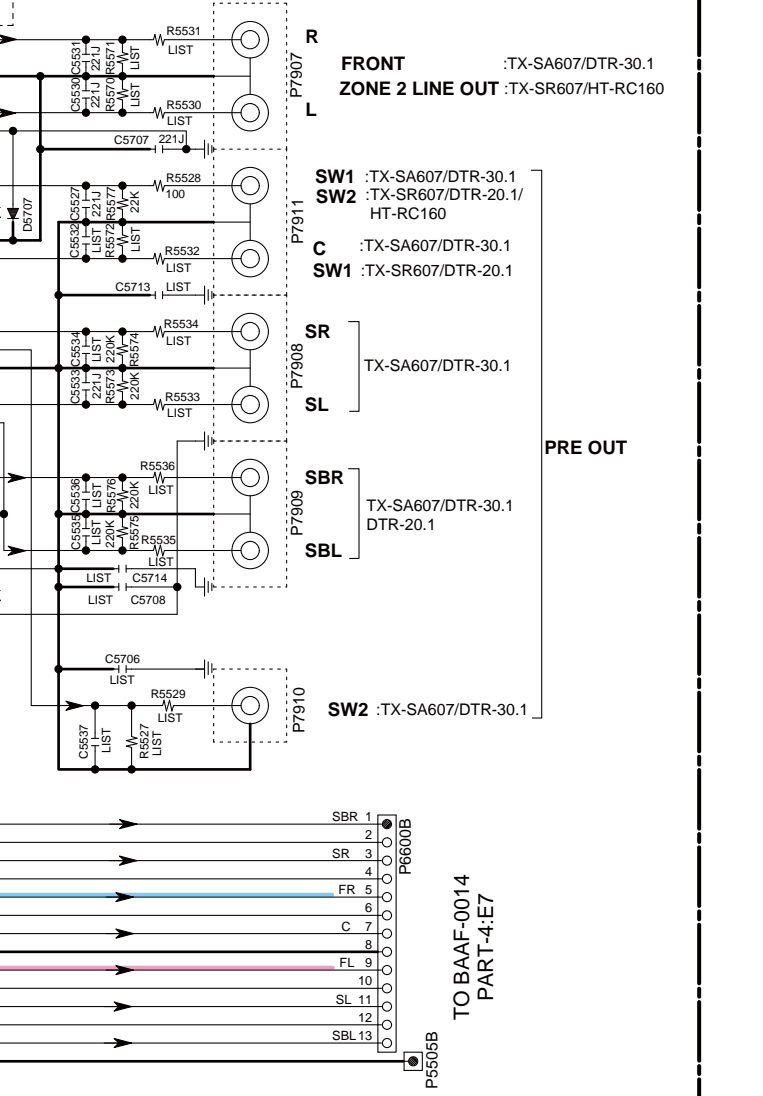 R5531
LIST
R
C5531
221J
R5571
LIST
P7907
FRONT :TX-SA607/DTR-30.1
ZONE 2 LINE OUT :TX-SR607/HT-RC160
C5530
221J
R5570
LIST
R5530
LIST
L
C5707 221J
R5528
100
SW1 :TX-SA607/DTR-30.1
SW2 :TX-SR607/DTR-20.1/
HT-RC160
D5707
C5527
221J
R5577
22K
P7911
C5532
LIST
R5572
LIST
R5532
LIST
C :TX-SA607/DTR-30.1
SW1 :TX-SR607/DTR-20.1
C5713 LIST
R5534
LIST
SR
C5534
LIST
220K
R5574
P7908
TX-SA607/DTR-30.1
C5533
221J
R5573
220K
R5533
LIST
SL
PRE OUT
R5536
LIST
SBR
C5536
LIST
R5576
220K
P7909
TX-SA607/DTR-30.1
DTR-20.1
C5535
LIST
220K
R5575
R5535
LIST
SBL
LIST C5714
LIST C5708
C5706
LIST
R5529
LIST
P7910
SW2 :TX-SA607/DTR-30.1
C5537
LIST
R5527
LIST
SBR 1
2
SR 3
4
FR 5
6
C 7
8
FL 9
10
SL 11
12
SBL 13
P6600B
TO BAAF-0014
PART-4:E7
P5505B